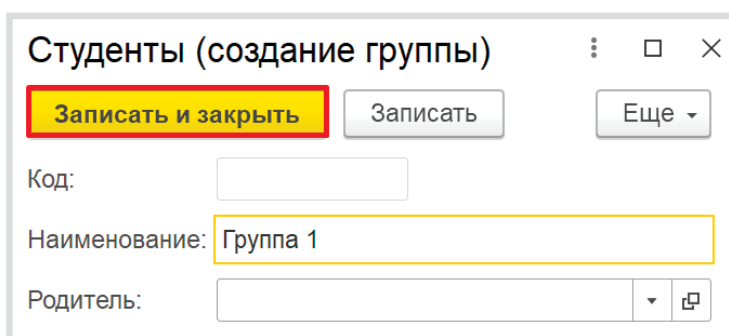 Студенты (создание группы)
Записать и закрыть Записать Еще
Код:
Наименование: Группа 1
Родитель: